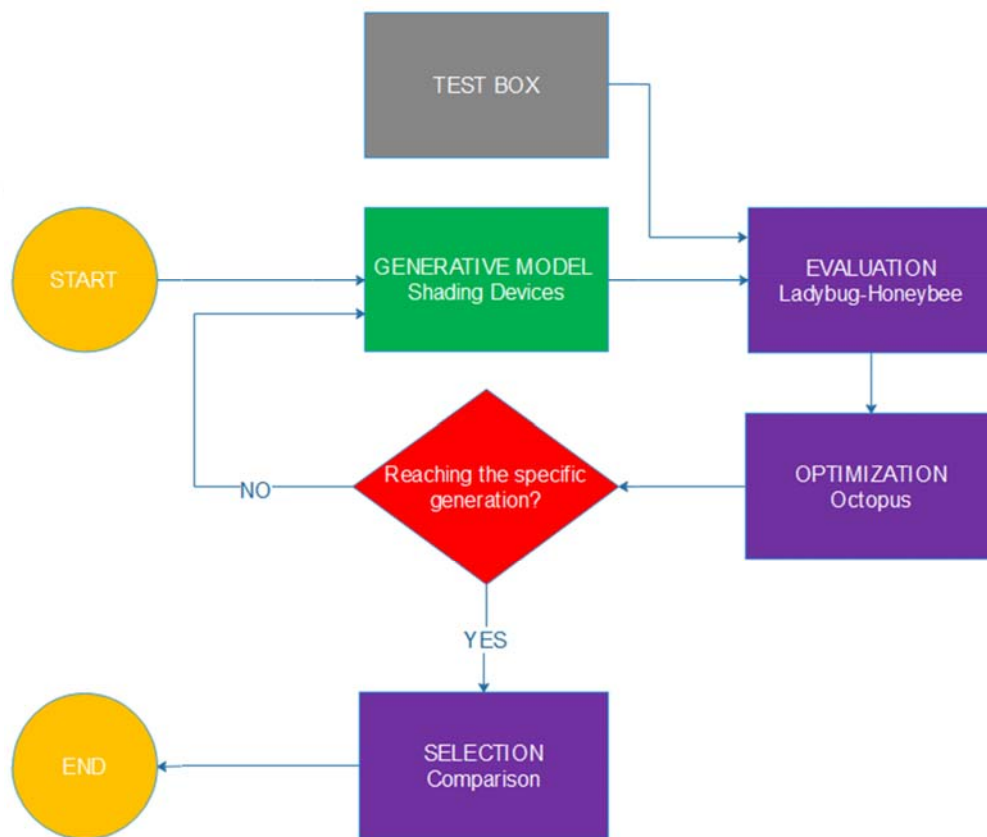 TEST BOX
START
GENERATIVE MODEL
Shading Devices
EVALUATION
Ladybug-Honeybee
Reaching the specific
generation?
OPTIMIZATION
Octopus
NO
YES
SELECTION
Comparison
END